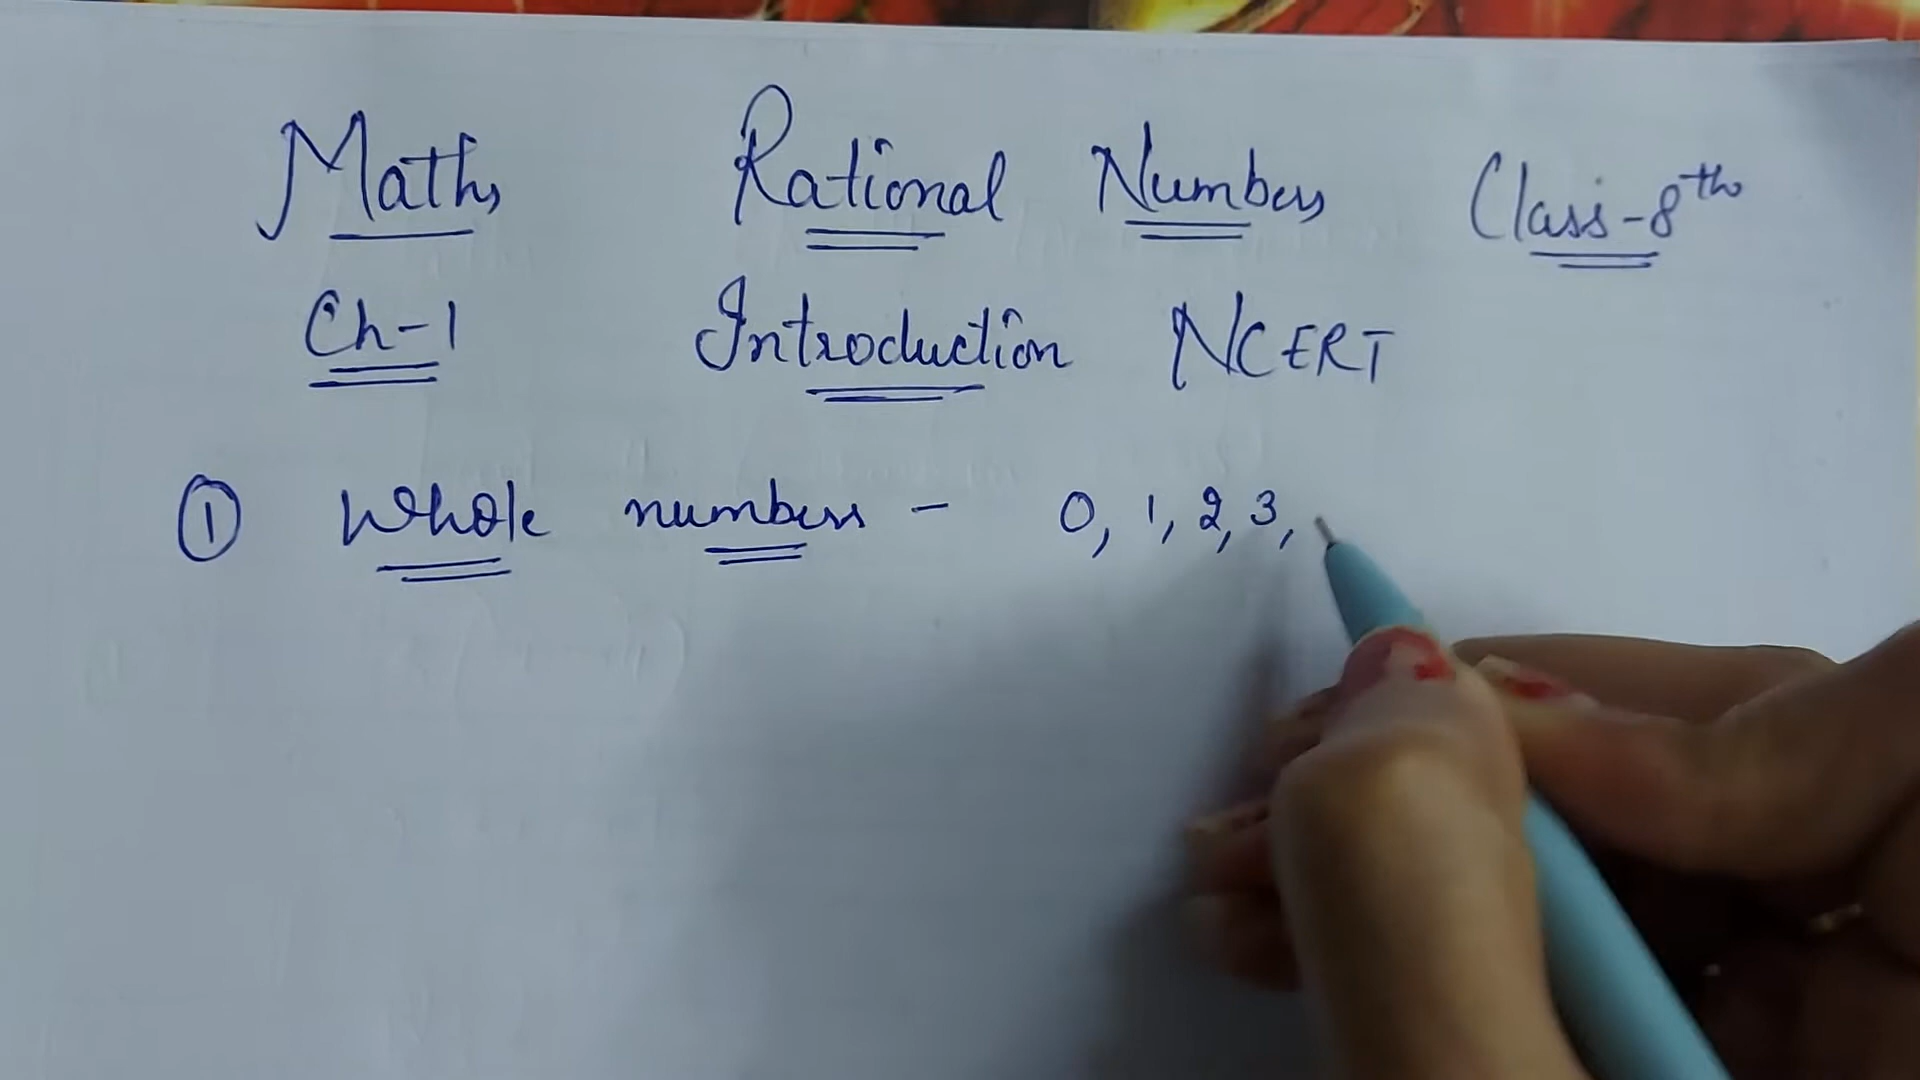 Maths Rational Numbers Class-8th
Ch-1 Introduction NCERT
① Whole numbers - 0, 1, 2, 3,